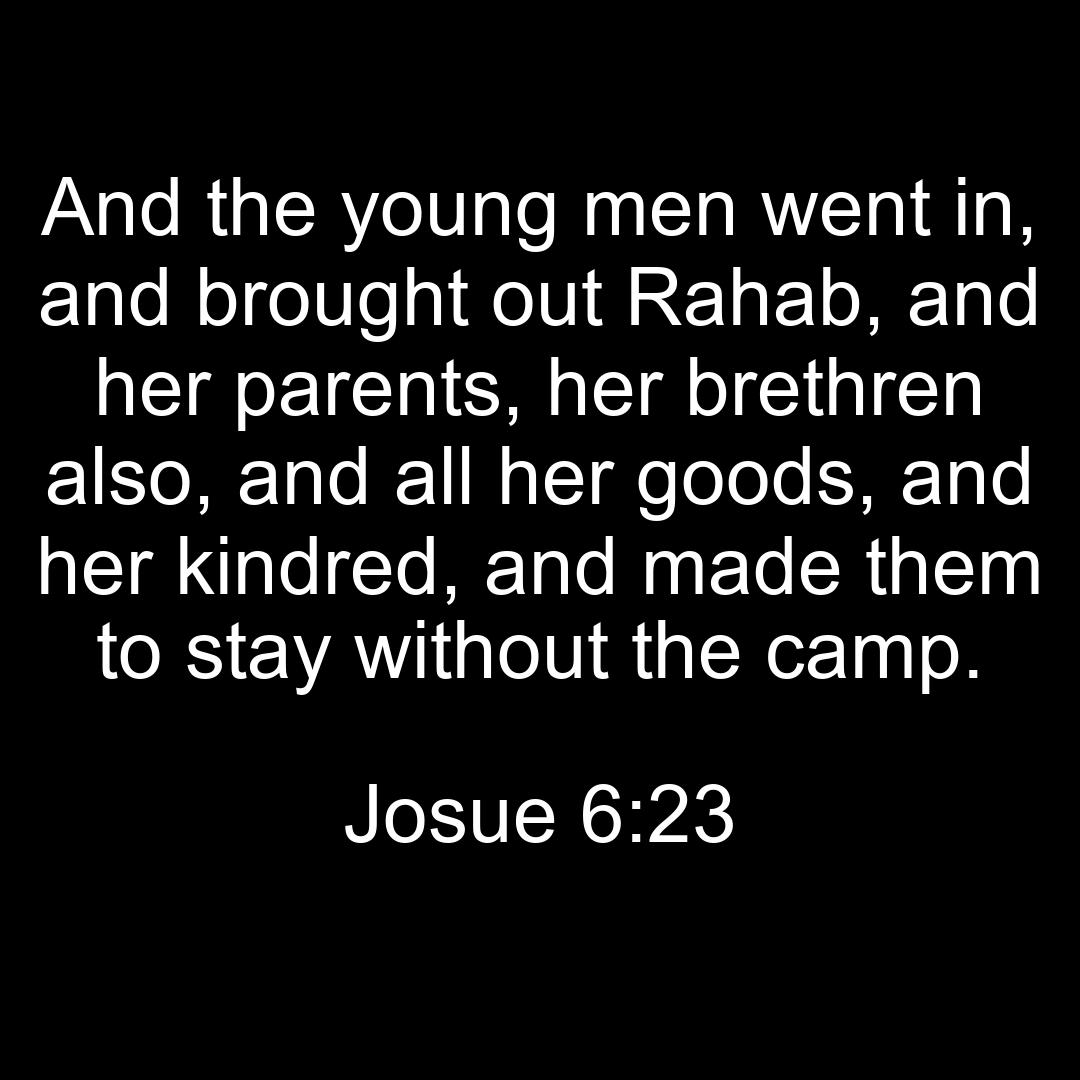 And the young men went in,
and brought out Rahab, and
her parents, her brethren
also, and all her goods, and
her kindred, and made them
to stay without the camp.
Josue 6:23